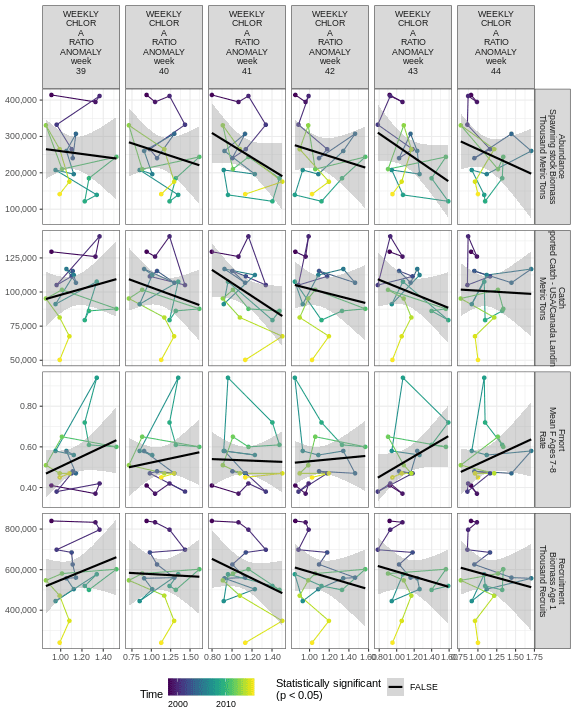 WEEKLY
CHLOR
A
RATIO
ANOMALY
week
39
WEEKLY
CHLOR
A
RATIO
ANOMALY
week
40
WEEKLY
CHLOR
A
RATIO
ANOMALY
week
41
WEEKLY
CHLOR
A
RATIO
ANOMALY
week
42
WEEKLY
CHLOR
A
RATIO
ANOMALY
week
43
WEEKLY
CHLOR
A
RATIO
ANOMALY
week
44
400,000
300,000
200,000
100,000
Abundance
Spawning stock Biomass
Thousand Metric Tons
125,000
100,000
75,000
50,000
Catch
ported Catch - USA/Canada Landin
Metric Tons
0.80
0.60
0.40
Fmort
Mean F Ages 7-8
Rate
800,000
600,000
400,000
Recruitment
Biomass Age 1
Thousand Recruits
1.00 1.20 1.40
0.75 1.00 1.25 1.50
0.80 1.00 1.20 1.40
1.00 1.20 1.40 1.60
0.80 1.00 1.20 1.40 1.60
0.75 1.00 1.25 1.50 1.75
Time
2000 2010
Statistically significant
(p < 0.05)
FALSE